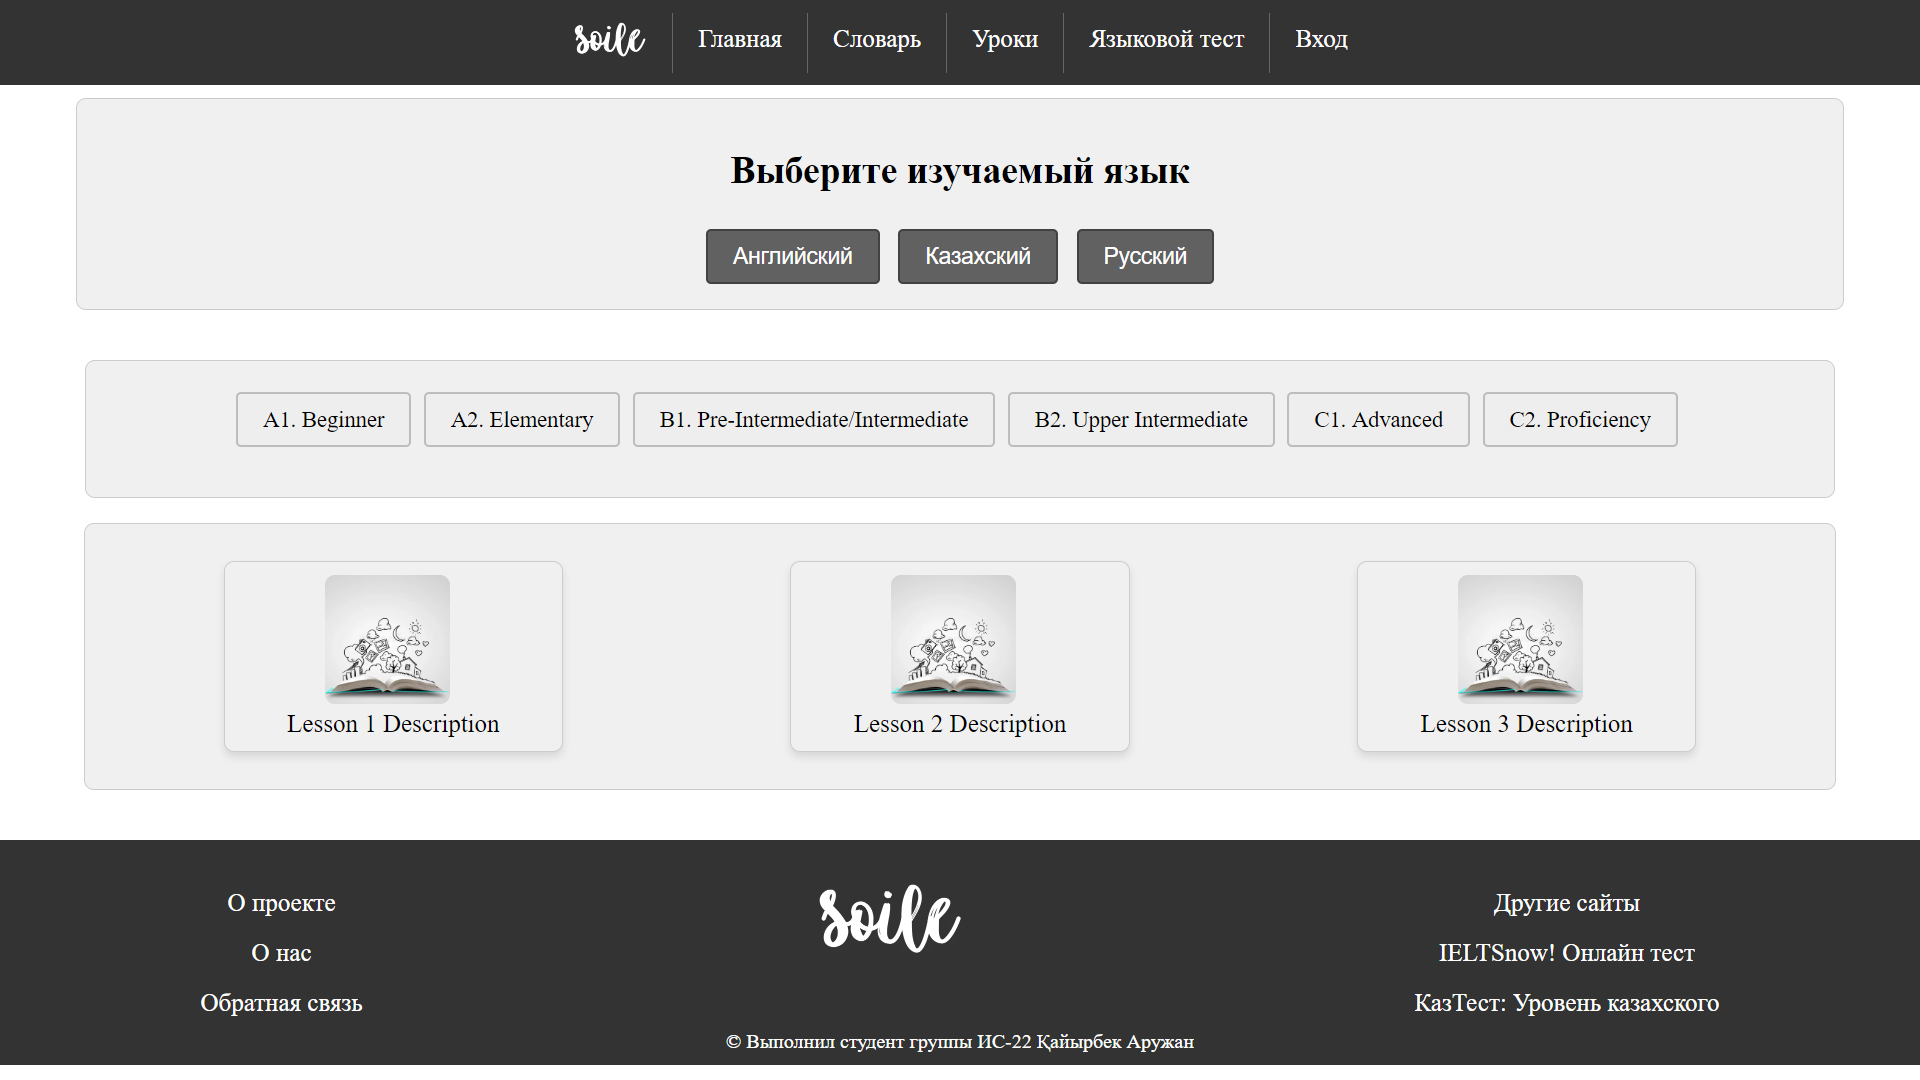 soile
Главная
Словарь
Уроки
Языковой тест
Вход
Выберите изучаемый язык
Английский
Казахский
Русский
A1. Beginner
A2. Elementary
B1. Pre-Intermediate/Intermediate
B2. Upper Intermediate
C1. Advanced
C2. Proficiency
Lesson 1 Description
Lesson 2 Description
Lesson 3 Description
О проекте
О нас
Обратная связь
soile
Другие сайты
IELTSnow! Онлайн тест
КазТест: Уровень казахского
© Выполнил студент группы ИС-22 Қайырбек Аружан